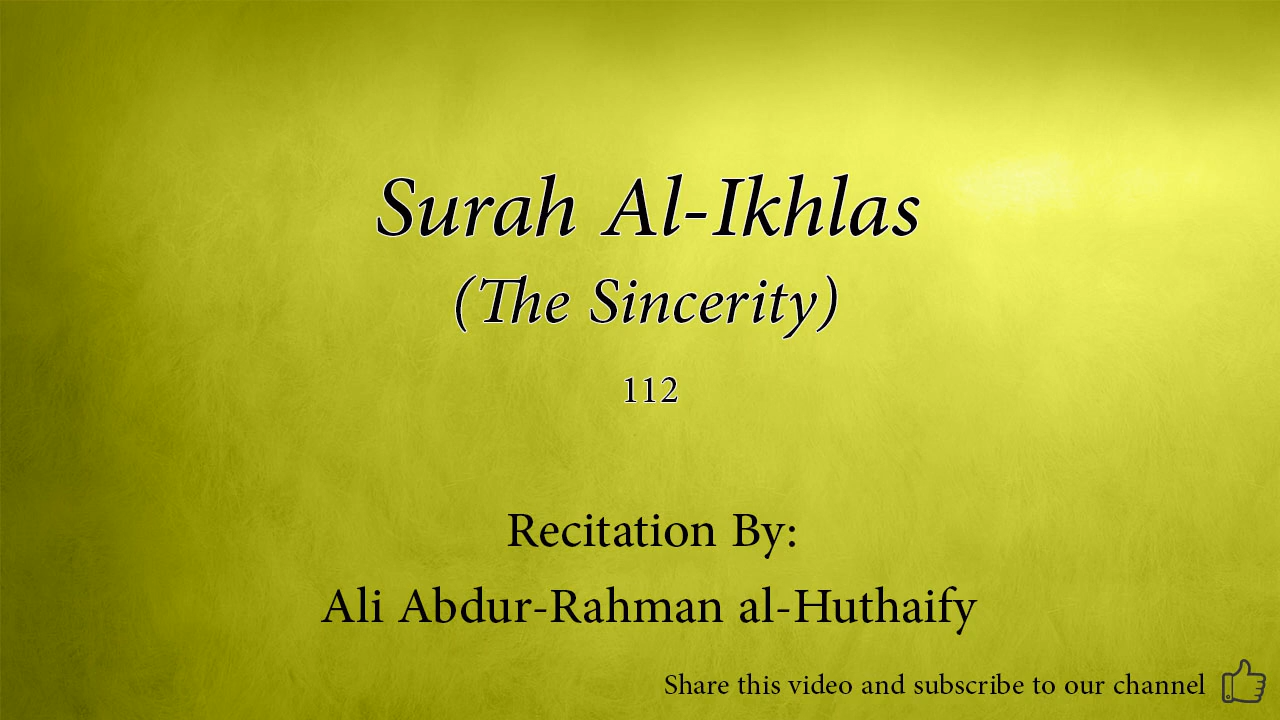 Surah Al-Ikhlas
(The Sincerity)
112
Recitation By:
Ali Abdur-Rahman al-Huthaify
Share this video and subscribe to our channel